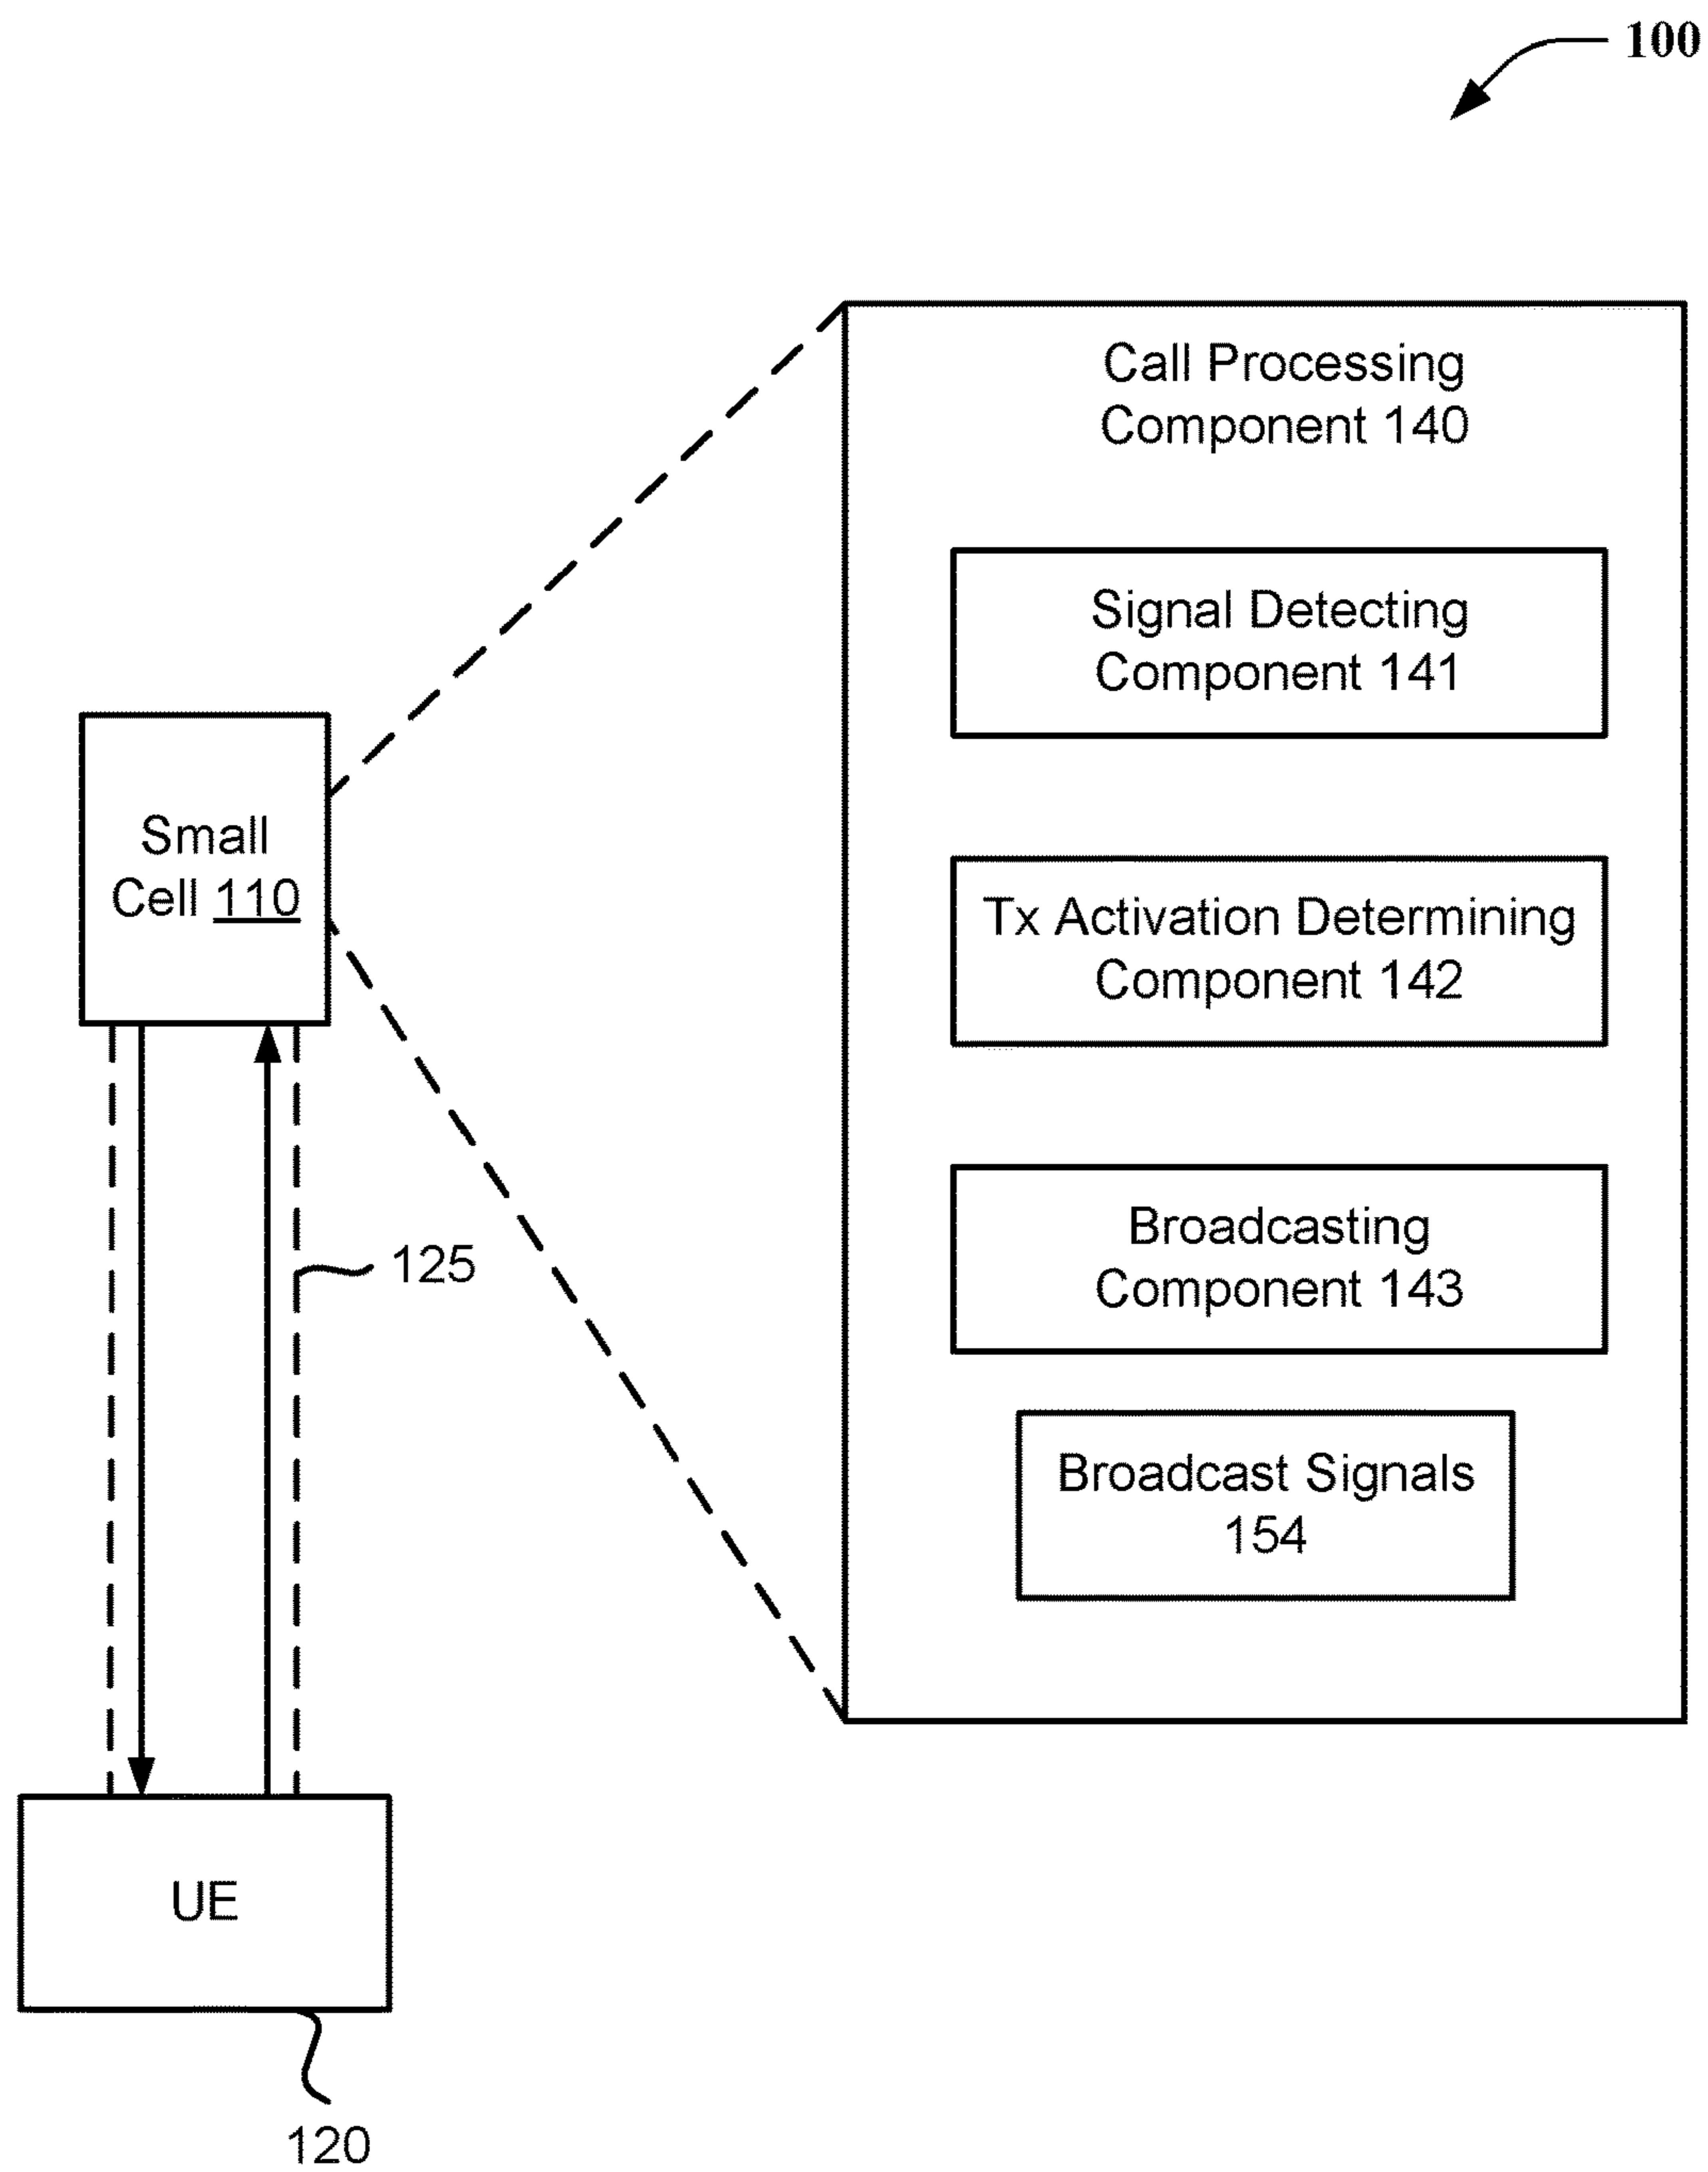 100
Call Processing
Component 140
Signal Detecting
Component 141
Small
Cell 110
Tx Activation Determining
Component 142
Broadcasting
Component 143
125
Broadcast Signals
154
UE
120